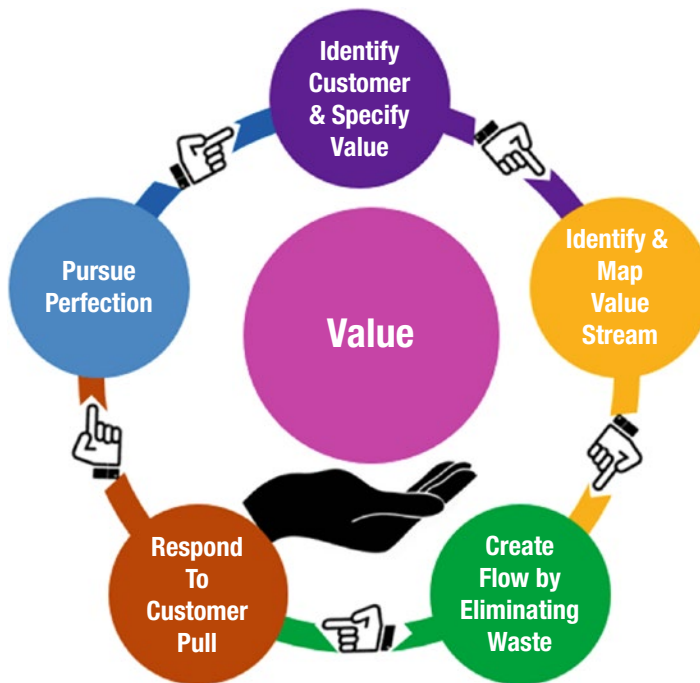 Identify
Customer
& Specify
Value
Identify &
Map
Value
Stream
Create
Flow by
Eliminating
Waste
Respond
To
Customer
Pull
Pursue
Perfection
Value